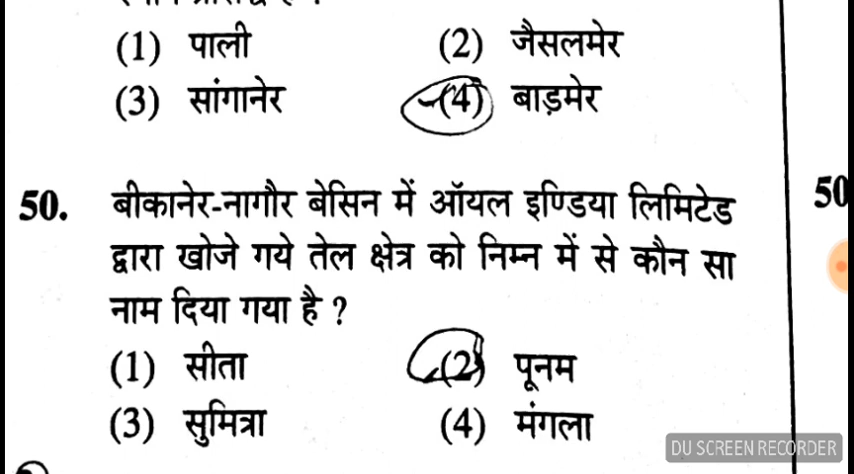 (1) पाली (2) जैसलमेर
(3) सांगानेर (4) बाड़मेर
50. बीकानेर-नागौर बेसिन में ऑयल इण्डिया लिमिटेड
द्वारा खोजे गये तेल क्षेत्र को निम्न में से कौन सा
नाम दिया गया है ?
(1) सीता (2) पूनम
(3) सुमित्रा (4) मंगला
50
DU SCREEN RECORDER